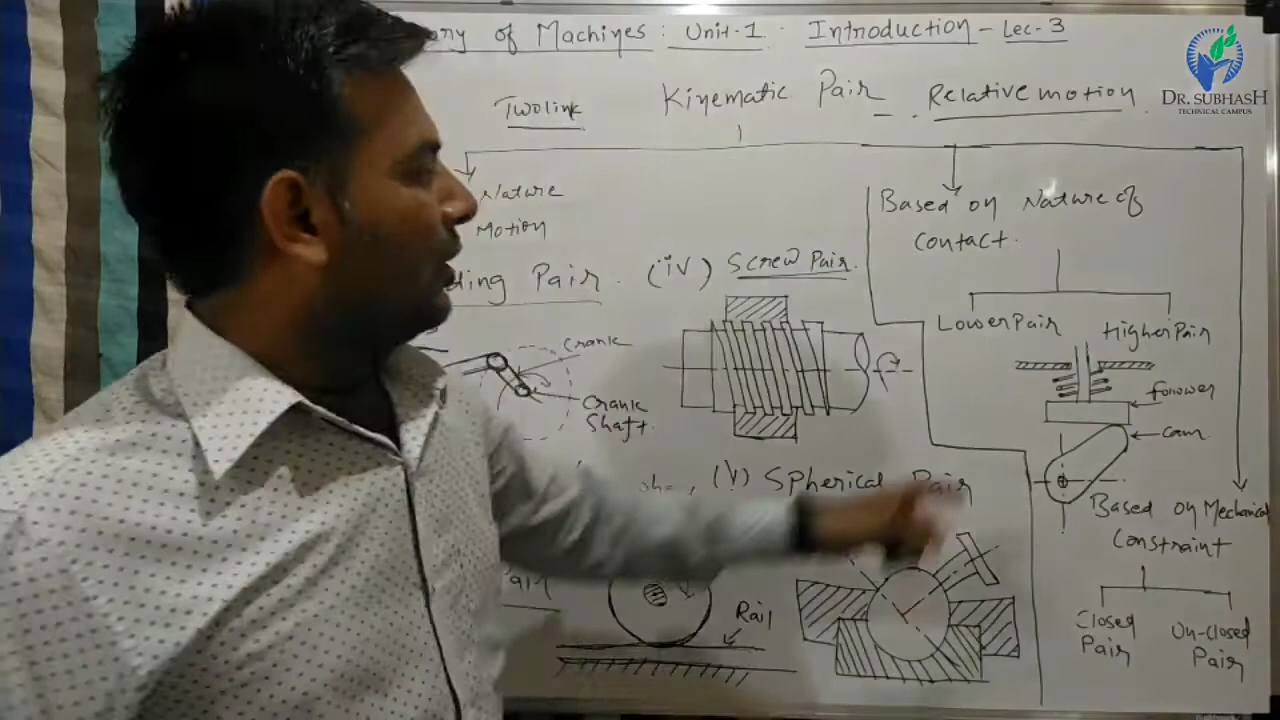 of Machines : Unit-1 Introduction - Lec-3
DR. SUBHASH
TECHNICAL CAMPUS
Two link
Kinematic Pair - Relative motion
Nature
Motion
Based on Nature of
Contact.
Pair. (iv) Screw Pair.
Lower Pair
Higher Pair
Crank
Crank
Shaft.
follower
cam
(V) Spherical Pair
Based on Mechanical
Constraint
Closed
Pair
Un-closed
Pair
Pair
Rail